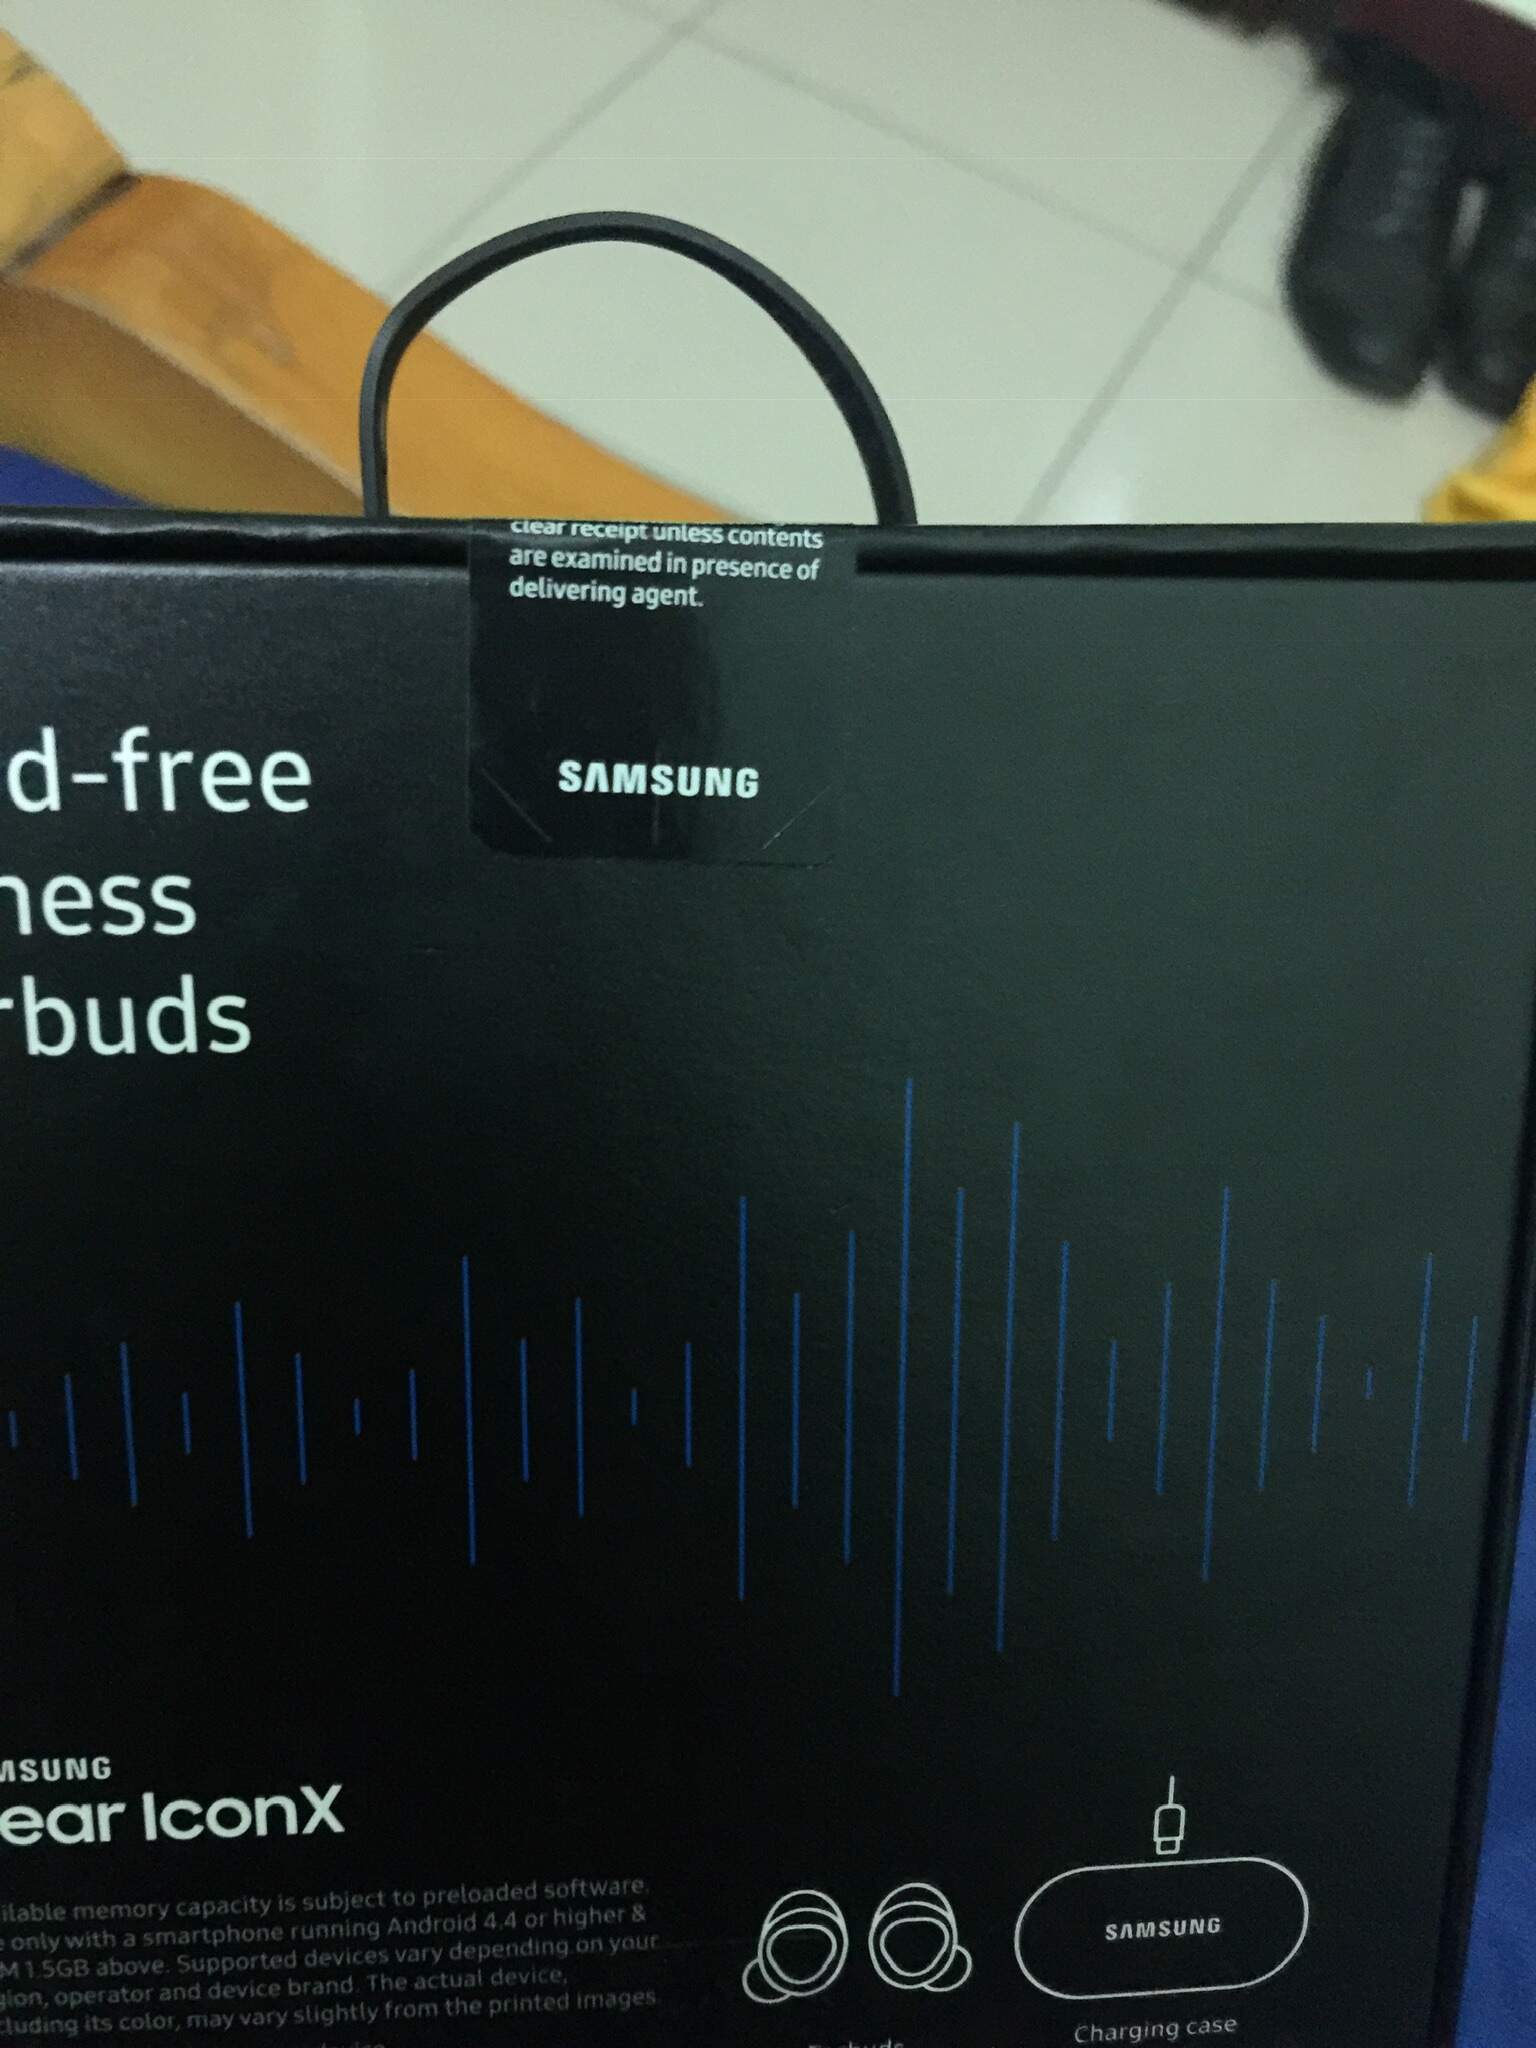 clear receipt unless contents
are examined in presence of
delivering agent.
SAMSUNG
d-free
ness
rbuds
MSUNG
ear IconX
ilable memory capacity is subject to preloaded software.
e only with a smartphone running Android 4.4 or higher &
M 1.5GB above. Supported devices vary depending on your
gion, operator and device brand. The actual device,
cluding its color, may vary slightly from the printed images.
SAMSUNG
Charging case